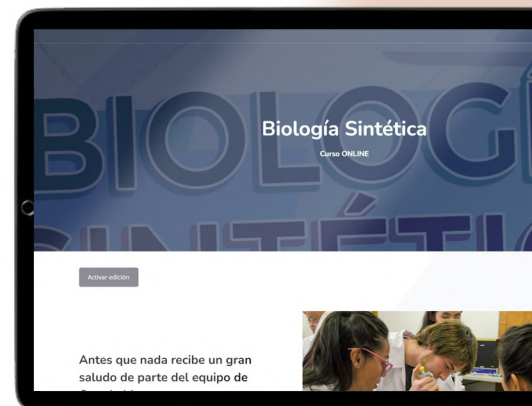 BIOLOGÍ
SINTÉTIC
Biología Sintética
Curso ONLINE
Activar edición
Antes que nada recibe un gran
saludo de parte del equipo de